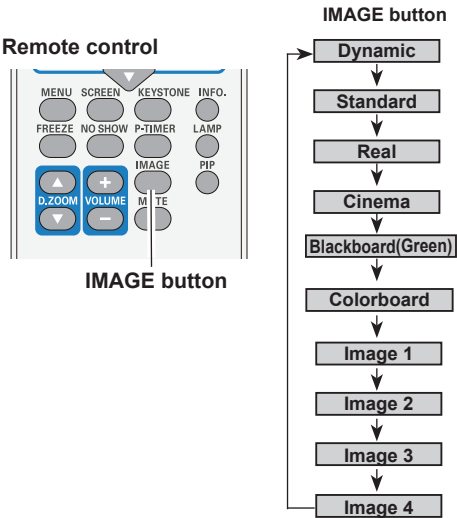 IMAGE button
Remote control
MENU SCREEN KEYSTONE INFO.
FREEZE NO SHOW P-TIMER LAMP
IMAGE PIP
D.ZOOM VOLUME
IMAGE button
Dynamic
Standard
Real
Cinema
Blackboard(Green)
Colorboard
Image 1
Image 2
Image 3
Image 4